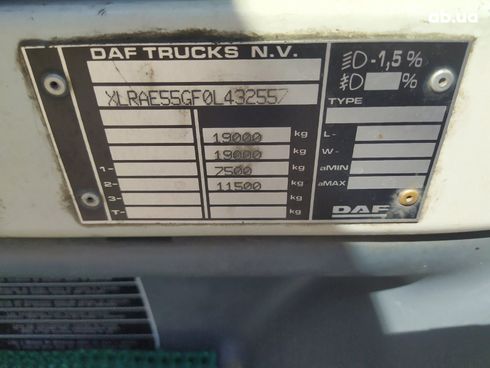 ab.ua
DAF TRUCKS N.V.
-1,5%
%
XLRAE55GF0L432557
TYPE
19000 kg
L-
19000 kg
W-
1- 7500 kg
aMIN
2- 11500 kg
aMAX
3- kg
T- kg
DAF